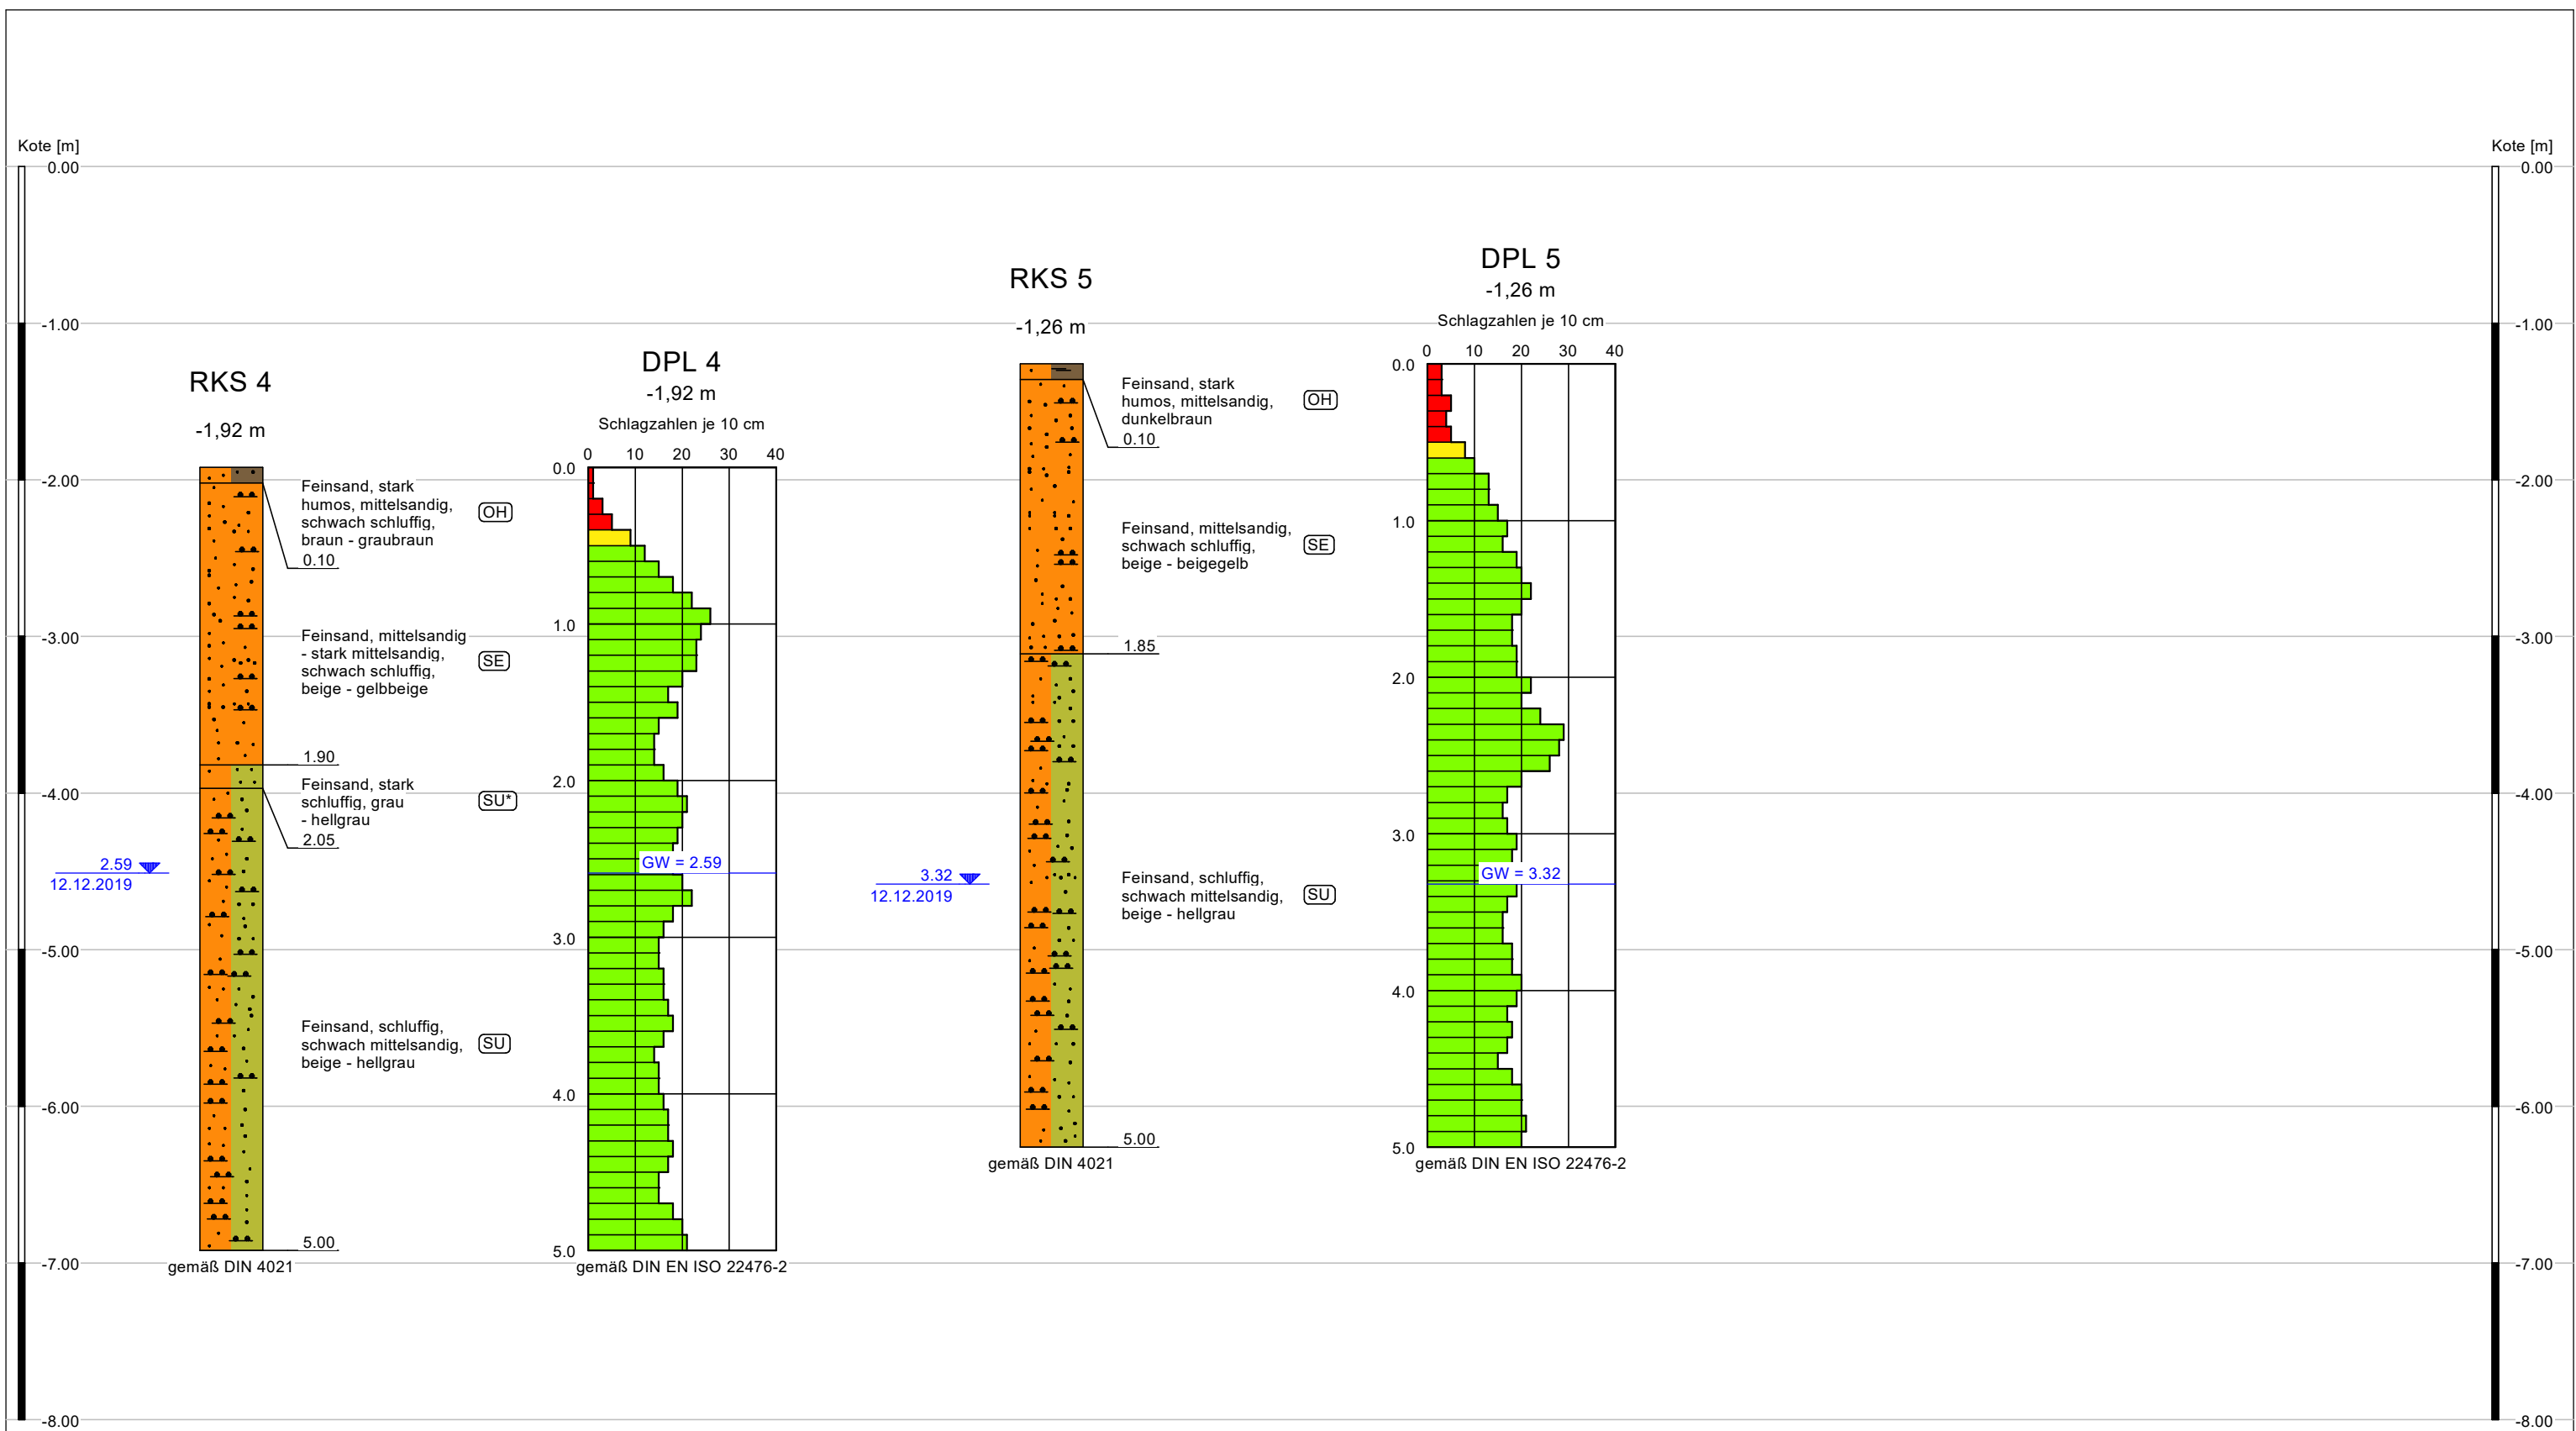 Kote [m]
0.00
-1.00
-2.00
-3.00
-4.00
-5.00
-6.00
-7.00
-8.00
RKS 4
-1,92 m
Feinsand, stark
humos, mittelsandig,
schwach schluffig,
braun - graubraun
0.10
OH
Feinsand, mittelsandig
- stark mittelsandig,
schwach schluffig,
beige - gelbbeige
SE
1.90
Feinsand, stark
schluffig, grau
- hellgrau
2.05
SU*
2.59
12.12.2019
Feinsand, schluffig,
schwach mittelsandig,
beige - hellgrau
SU
5.00
gemäß DIN 4021
DPL 4
-1,92 m
Schlagzahlen je 10 cm
0 10 20 30 40
0.0
1.0
2.0
GW = 2.59
3.0
4.0
5.0
gemäß DIN EN ISO 22476-2
RKS 5
-1,26 m
Feinsand, stark
humos, mittelsandig,
dunkelbraun
0.10
OH
Feinsand, mittelsandig,
schwach schluffig,
beige - beigegelb
SE
1.85
3.32
12.12.2019
Feinsand, schluffig,
schwach mittelsandig,
beige - hellgrau
SU
5.00
gemäß DIN 4021
DPL 5
-1,26 m
Schlagzahlen je 10 cm
0 10 20 30 40
0.0
1.0
2.0
3.0
GW = 3.32
4.0
5.0
gemäß DIN EN ISO 22476-2
Kote [m]
0.00
-1.00
-2.00
-3.00
-4.00
-5.00
-6.00
-7.00
-8.00